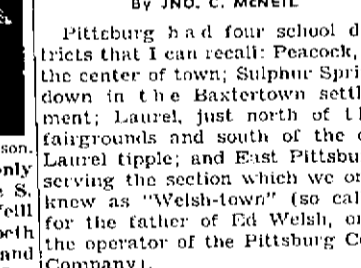 By JNO. C. McNEIL
Pittsburg had four school d
tricts that I can recall: Peacock,
the center of town; Sulphur Spri
down in the Baxtertown settl
ment; Laurel, just north of t
fairgrounds and south of the o
Laurel tipple; and East Pittsbu
serving the section which we on
knew as "Welsh-town" (so cal
for the father of Ed Welsh, on
the operator of the Pittsburg Co
Company).
son.
only
S.
and